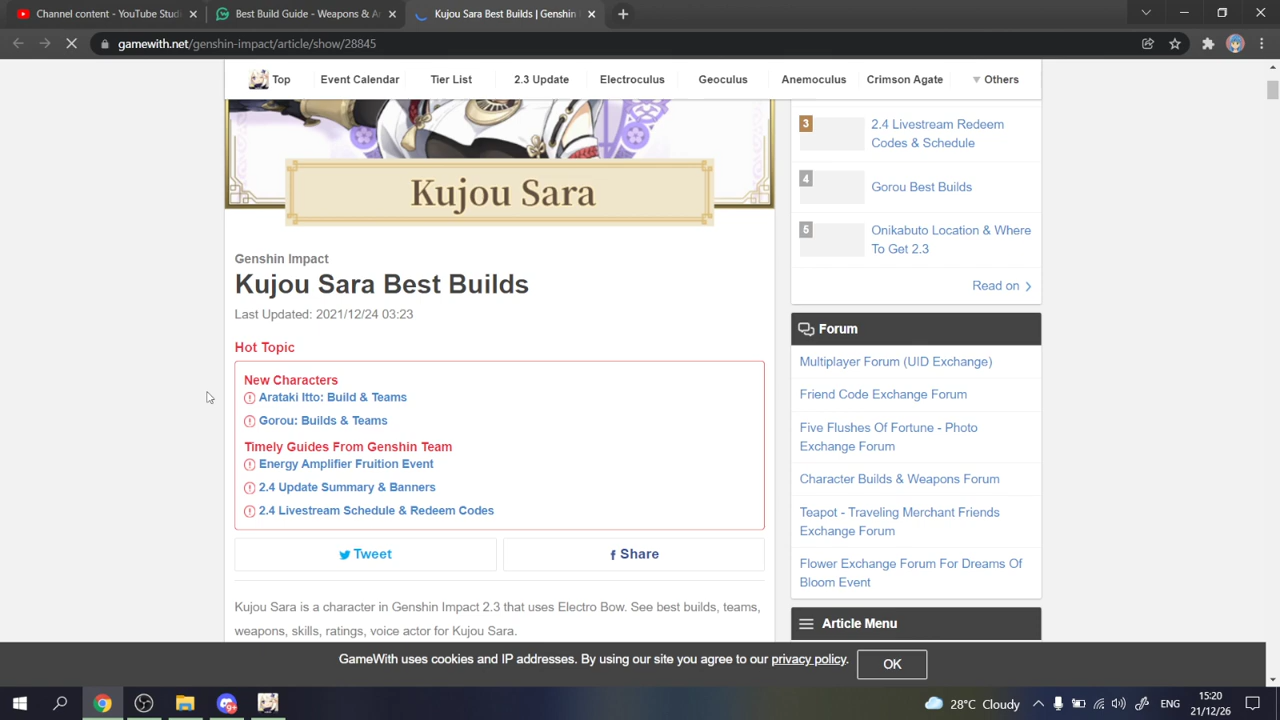 Channel content - YouTube Studi
Best Build Guide - Weapons & Ar
Kujou Sara Best Builds | Genshin
gamewith.net/genshin-impact/article/show/28845
Top
Event Calendar
Tier List
2.3 Update
Electroculus
Geoculus
Anemoculus
Crimson Agate
Others
Kujou Sara
Genshin Impact
Kujou Sara Best Builds
Last Updated: 2021/12/24 03:23
Hot Topic
New Characters
Arataki Itto: Build & Teams
Gorou: Builds & Teams
Timely Guides From Genshin Team
Energy Amplifier Fruition Event
2.4 Update Summary & Banners
2.4 Livestream Schedule & Redeem Codes
Tweet
Share
Kujou Sara is a character in Genshin Impact 2.3 that uses Electro Bow. See best builds, teams,
weapons, skills, ratings, voice actor for Kujou Sara.
3
2.4 Livestream Redeem
Codes & Schedule
4
Gorou Best Builds
5
Onikabuto Location & Where
To Get 2.3
Read on
Forum
Multiplayer Forum (UID Exchange)
Friend Code Exchange Forum
Five Flushes Of Fortune - Photo
Exchange Forum
Character Builds & Weapons Forum
Teapot - Traveling Merchant Friends
Exchange Forum
Flower Exchange Forum For Dreams Of
Bloom Event
Article Menu
GameWith uses cookies and IP addresses. By using our site you agree to our privacy policy.
OK
28°C Cloudy
ENG
15:20
21/12/26